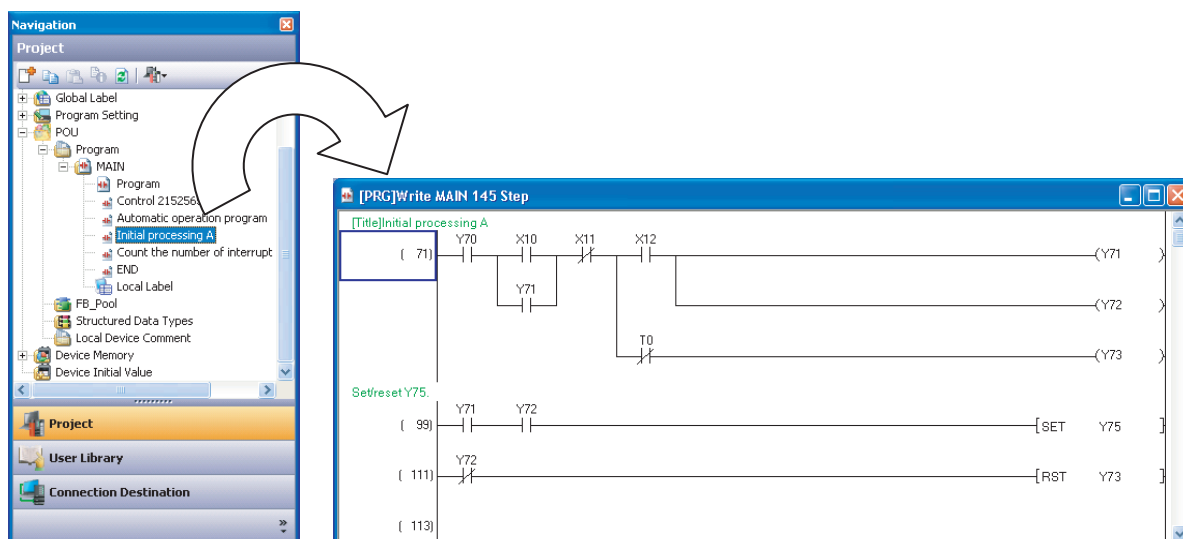 Navigation
Project
Global Label
Program Setting
POU
Program
MAIN
Program
Control 215256
Automatic operation program
Initial processing A
Count the number of interrupt
END
Local Label
FB_Pool
Structured Data Types
Local Device Comment
Device Memory
Device Initial Value
Project
User Library
Connection Destination
[PRG]Write MAIN 145 Step
[Title]Initial processing A
Y70 X10 X11 X12
( 71) (Y71 )
Y71
(Y72 )
T0
(Y73 )
Set/reset Y75.
Y71 Y72
( 99) [SET Y75 ]
Y72
( 111) [RST Y73 ]
( 113)